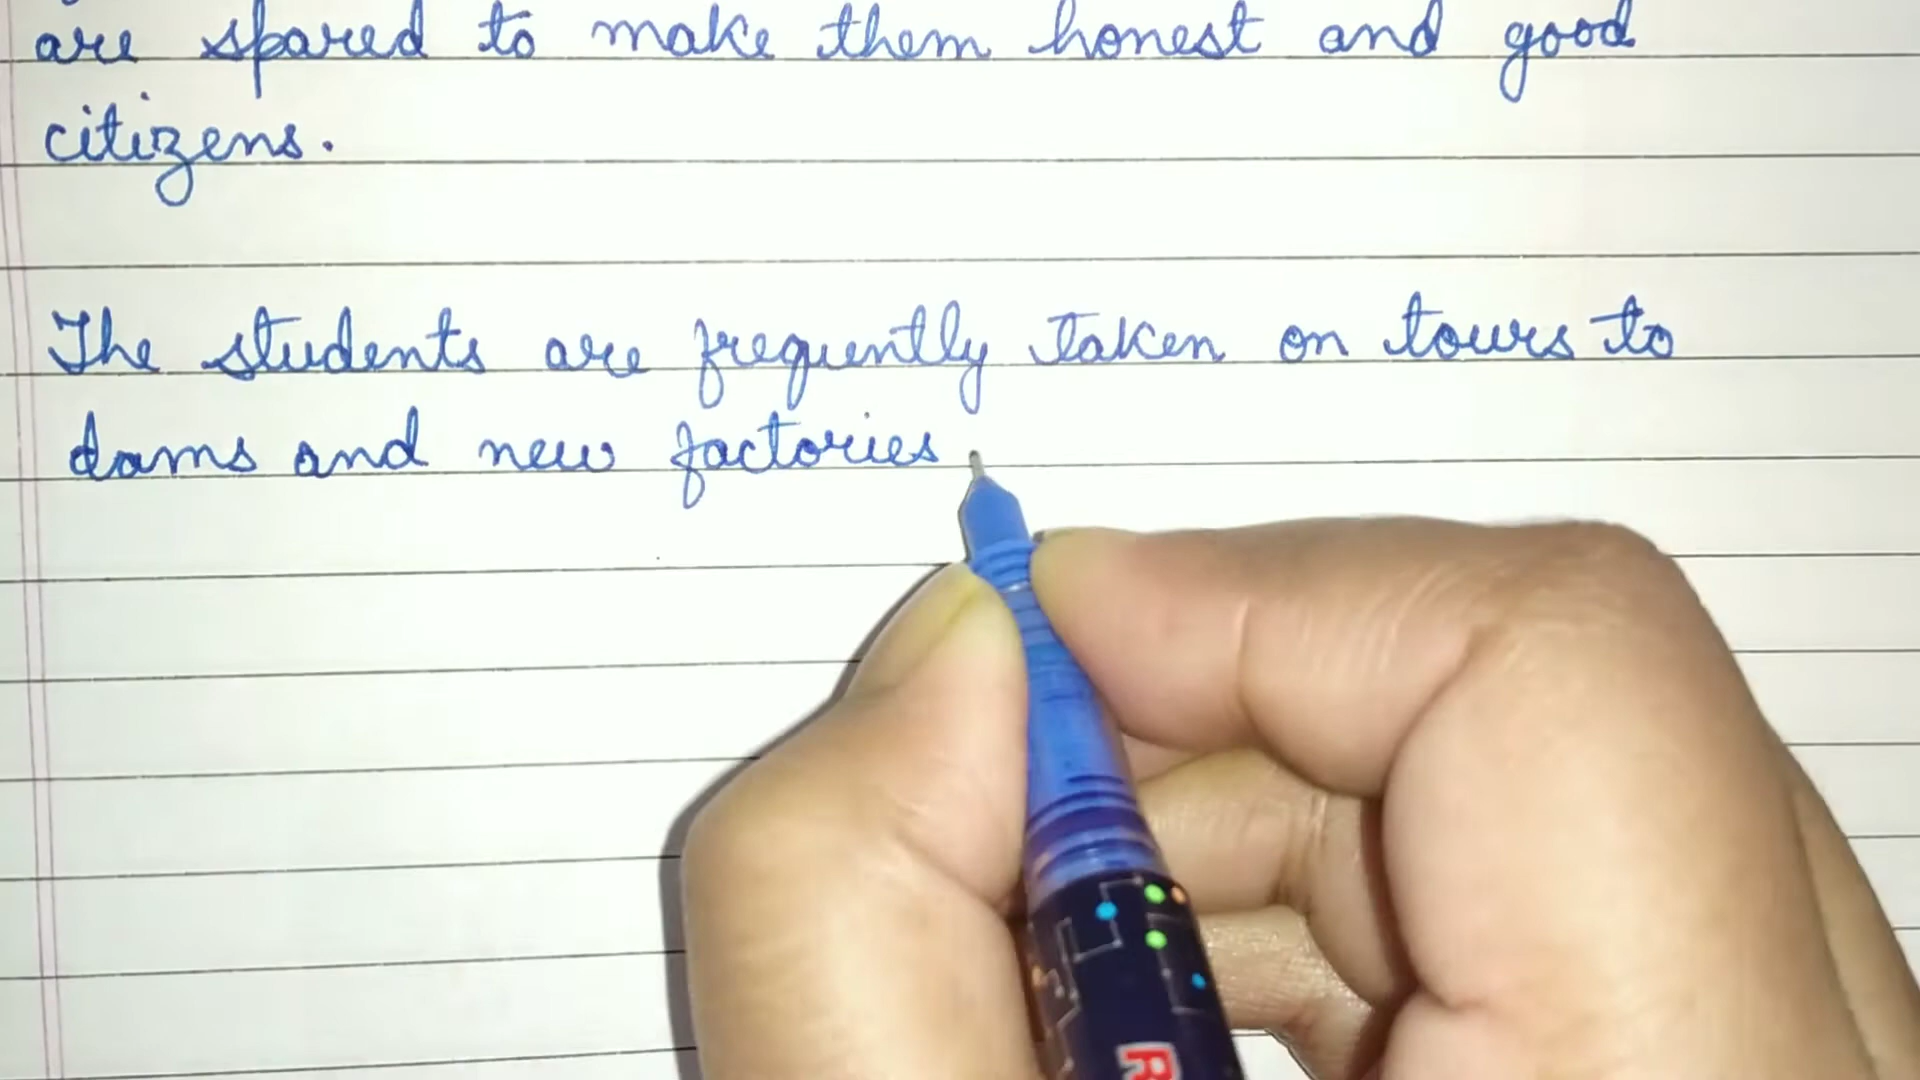 are spared to make them honest and good
citizens.
The students are frequently taken on tours to
dams and new factories
R